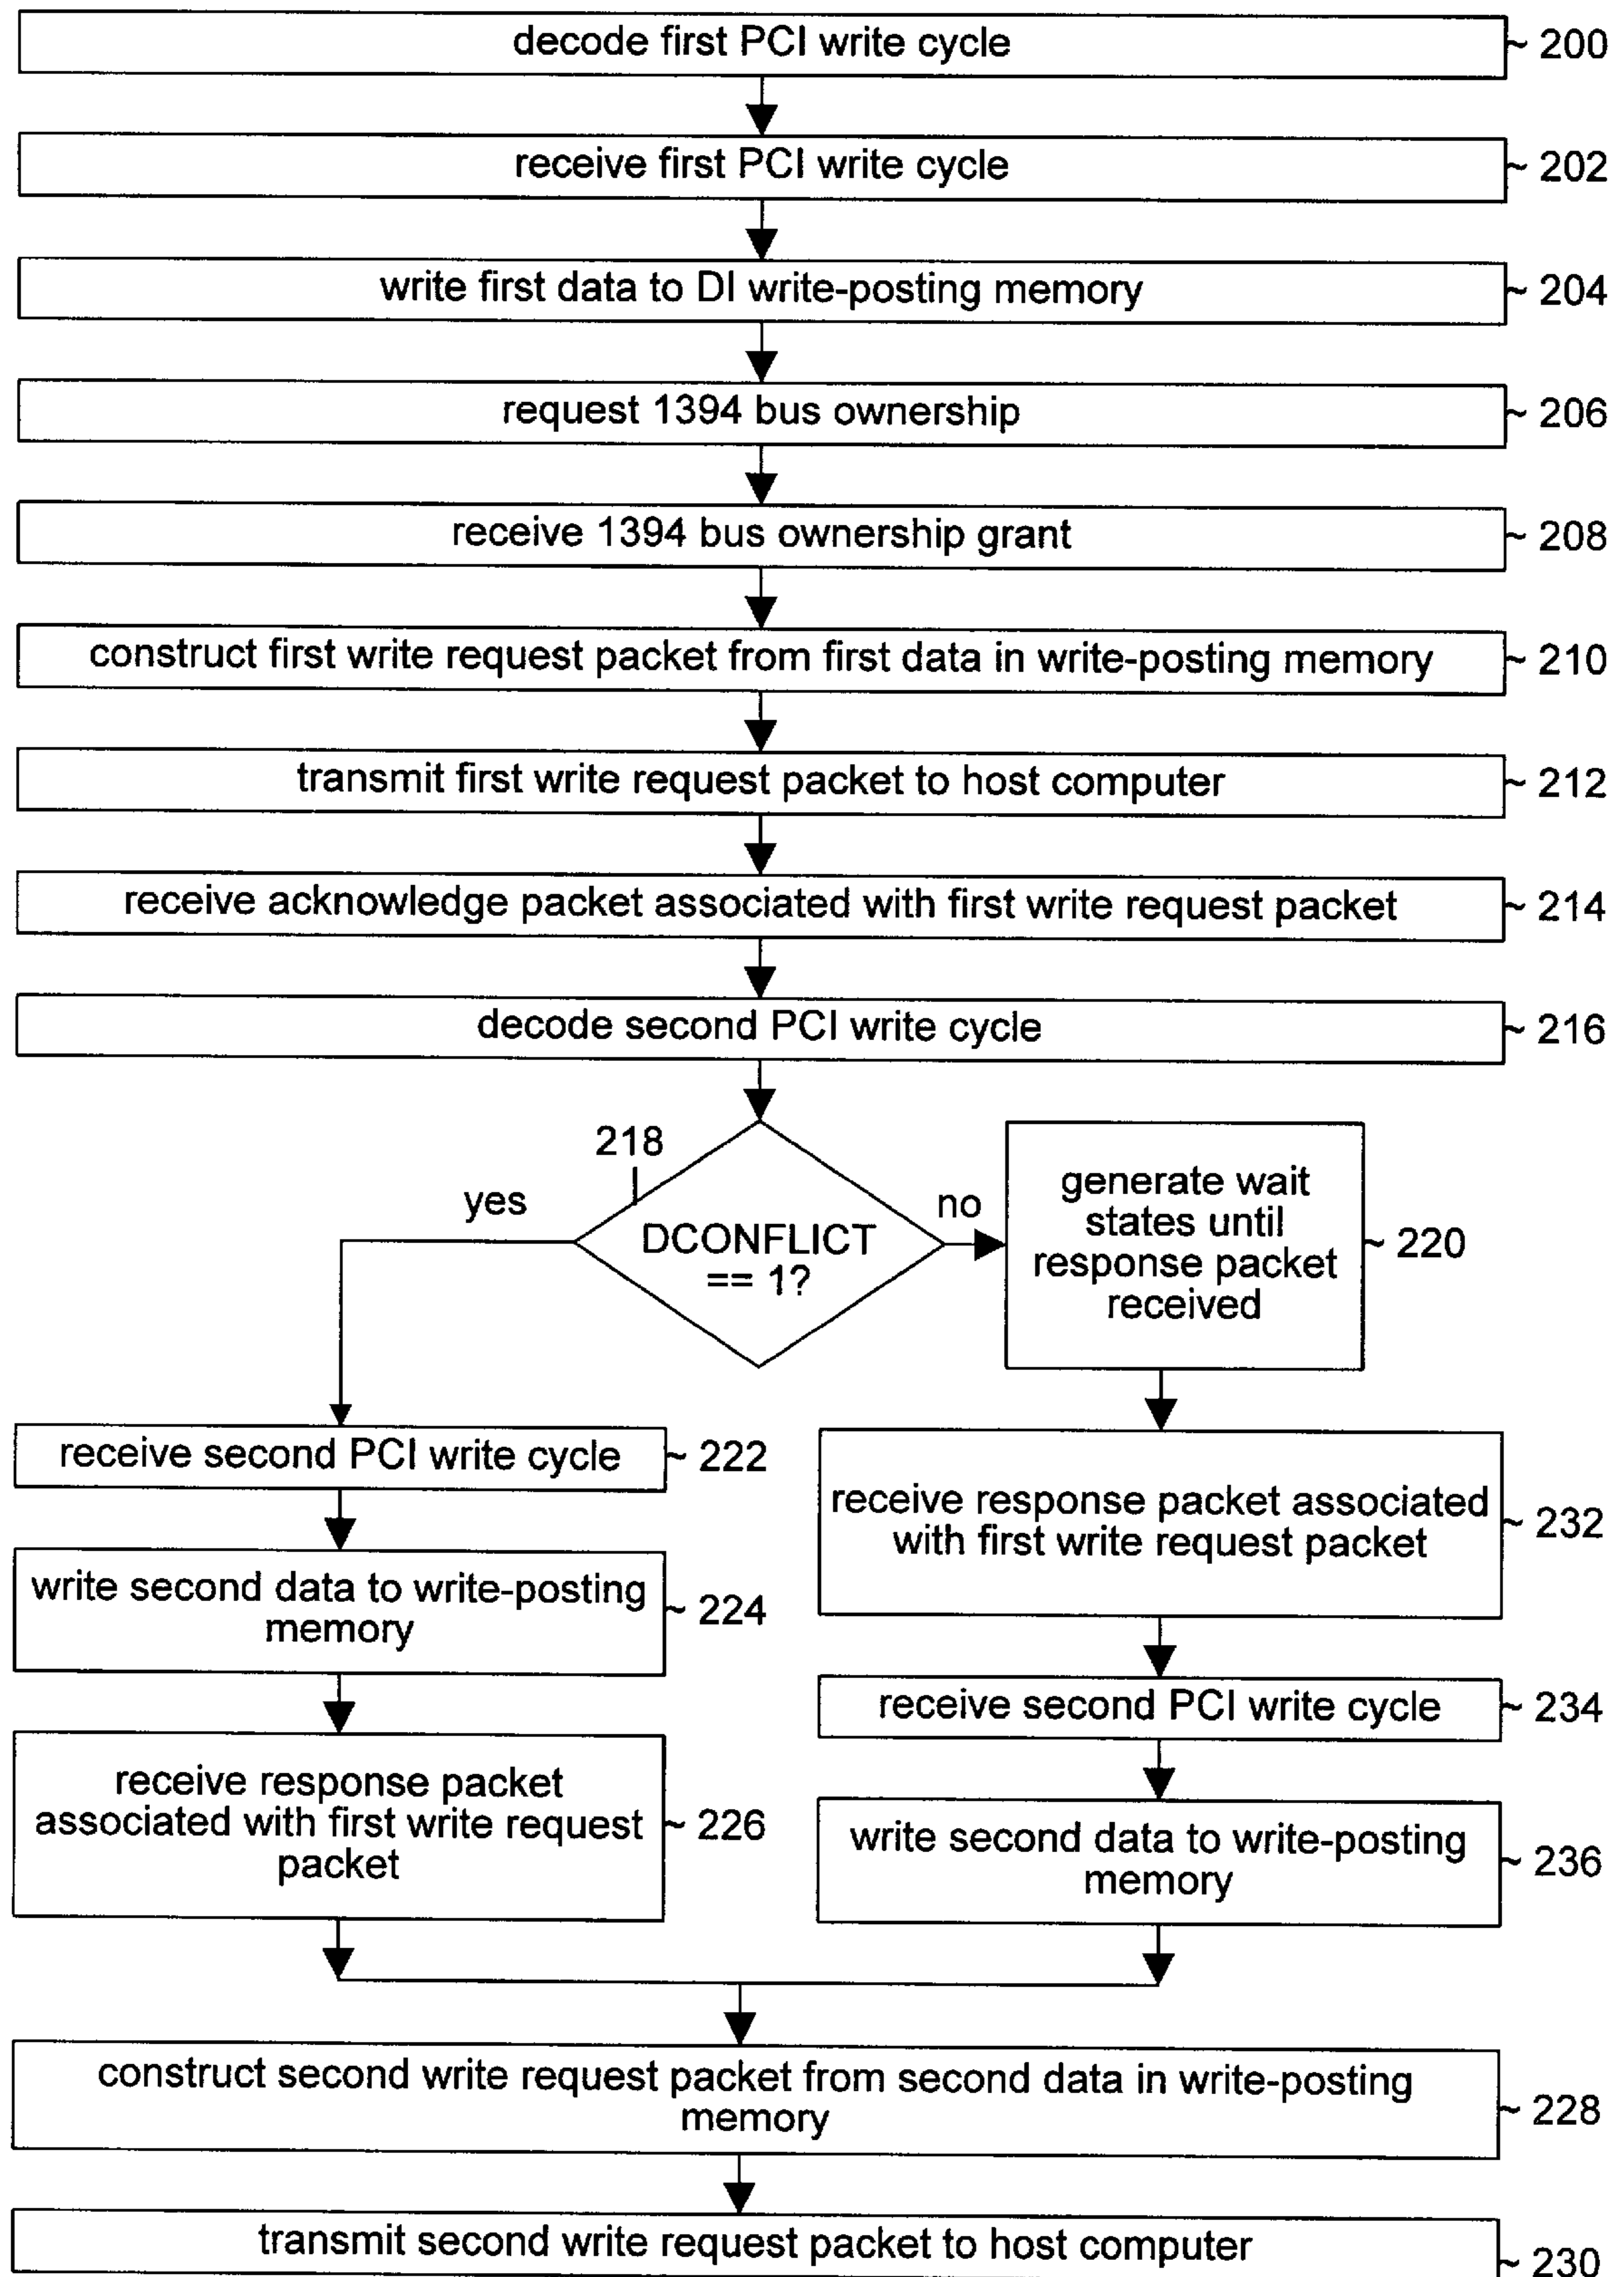 decode first PCI write cycle ~ 200
receive first PCI write cycle ~ 202
write first data to DI write-posting memory ~ 204
request 1394 bus ownership ~ 206
receive 1394 bus ownership grant ~ 208
construct first write request packet from first data in write-posting memory ~ 210
transmit first write request packet to host computer ~ 212
receive acknowledge packet associated with first write request packet ~ 214
decode second PCI write cycle ~ 216
218
yes
DCONFLICT
== 1?
no
generate wait
states until
response packet
received
~ 220
receive second PCI write cycle ~ 222
write second data to write-posting
memory
~ 224
receive response packet
associated with first write request
packet
~ 226
receive response packet associated
with first write request packet
~ 232
receive second PCI write cycle ~ 234
write second data to write-posting
memory
~ 236
construct second write request packet from second data in write-posting
memory
~ 228
transmit second write request packet to host computer ~ 230